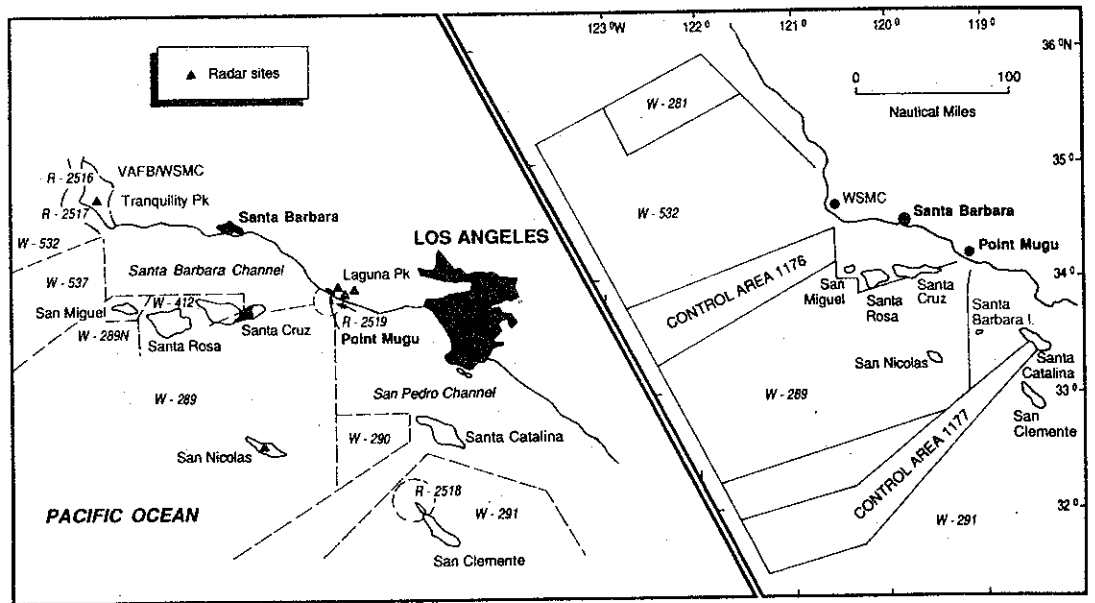 Radar sites
VAFB/WSMC
R - 2516
Tranquility Pk
R - 2517
Santa Barbara
W - 532
LOS ANGELES
Santa Barbara Channel
Laguna Pk
W - 537
W - 412
San Miguel
Santa Cruz
R - 2519
W - 289N
Santa Rosa
Point Mugu
San Pedro Channel
W - 289
W - 290
Santa Catalina
San Nicolas
R - 2518
PACIFIC OCEAN
W - 291
San Clemente
123°W
122°
121°
120°
119°
36°N
0
100
Nautical Miles
W - 281
35°
WSMC
Santa Barbara
W - 532
Point Mugu
34°
CONTROL AREA 1176
San
Miguel
Santa
Rosa
Santa
Cruz
Santa
Barbara I.
San Nicolas
Santa
Catalina
33°
W - 289
San
Clemente
CONTROL AREA 1177
32°
W - 291